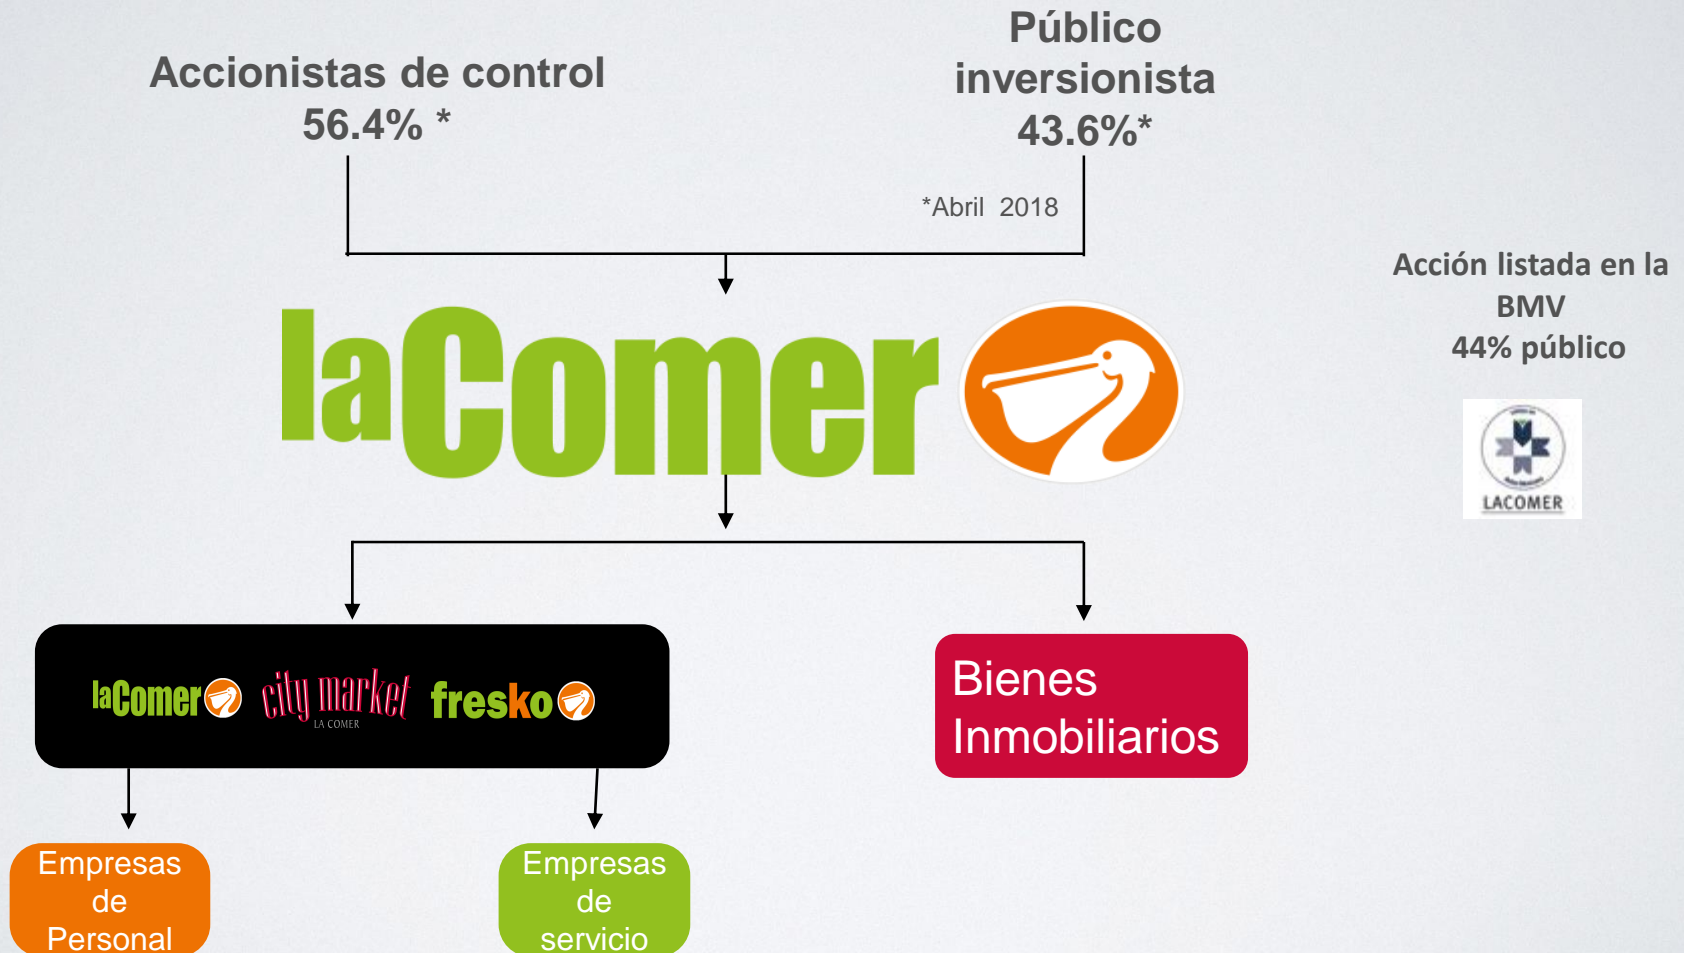 Accionistas de control
56.4% *
Público
inversionista
43.6%*
*Abril 2018
Acción listada en la
BMV
44% público
laComer
LACOMER
laComer
city market
LA COMER
fresko
Bienes
Inmobiliarios
Empresas
de
Personal
Empresas
de
servicio